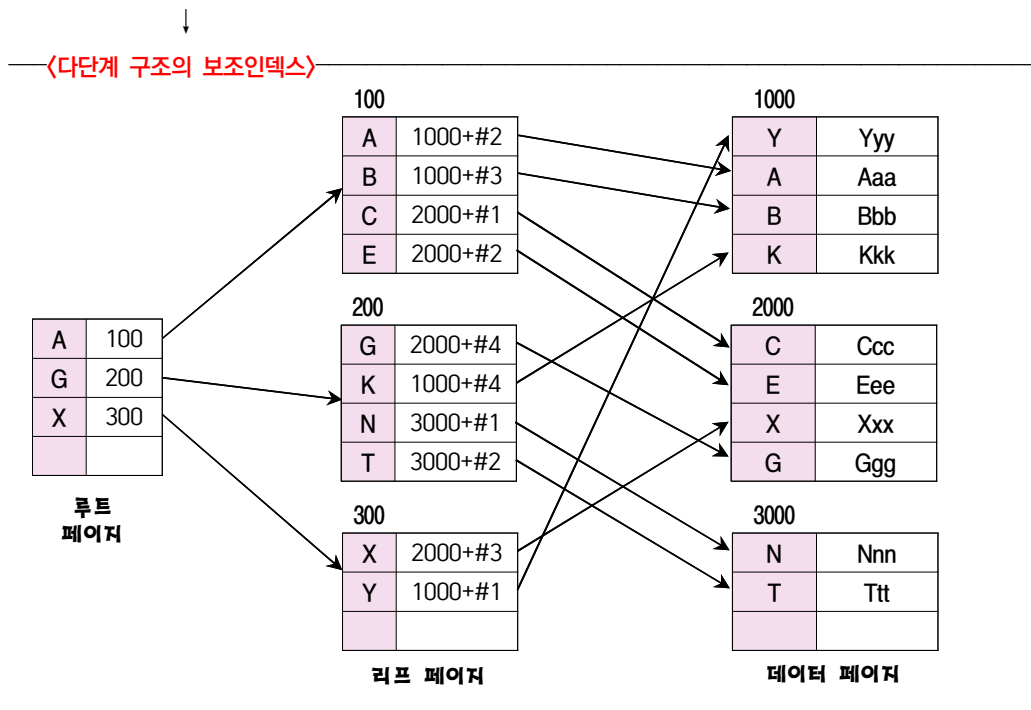 〈다단계 구조의 보조인덱스〉
100
A 1000+#2
B 1000+#3
C 2000+#1
E 2000+#2
200
G 2000+#4
K 1000+#4
N 3000+#1
T 3000+#2
300
X 2000+#3
Y 1000+#1
리프 페이지
A 100
G 200
X 300
루트
페이지
1000
Y Yyy
A Aaa
B Bbb
K Kkk
2000
C Ccc
E Eee
X Xxx
G Ggg
3000
N Nnn
T Ttt
데이터 페이지